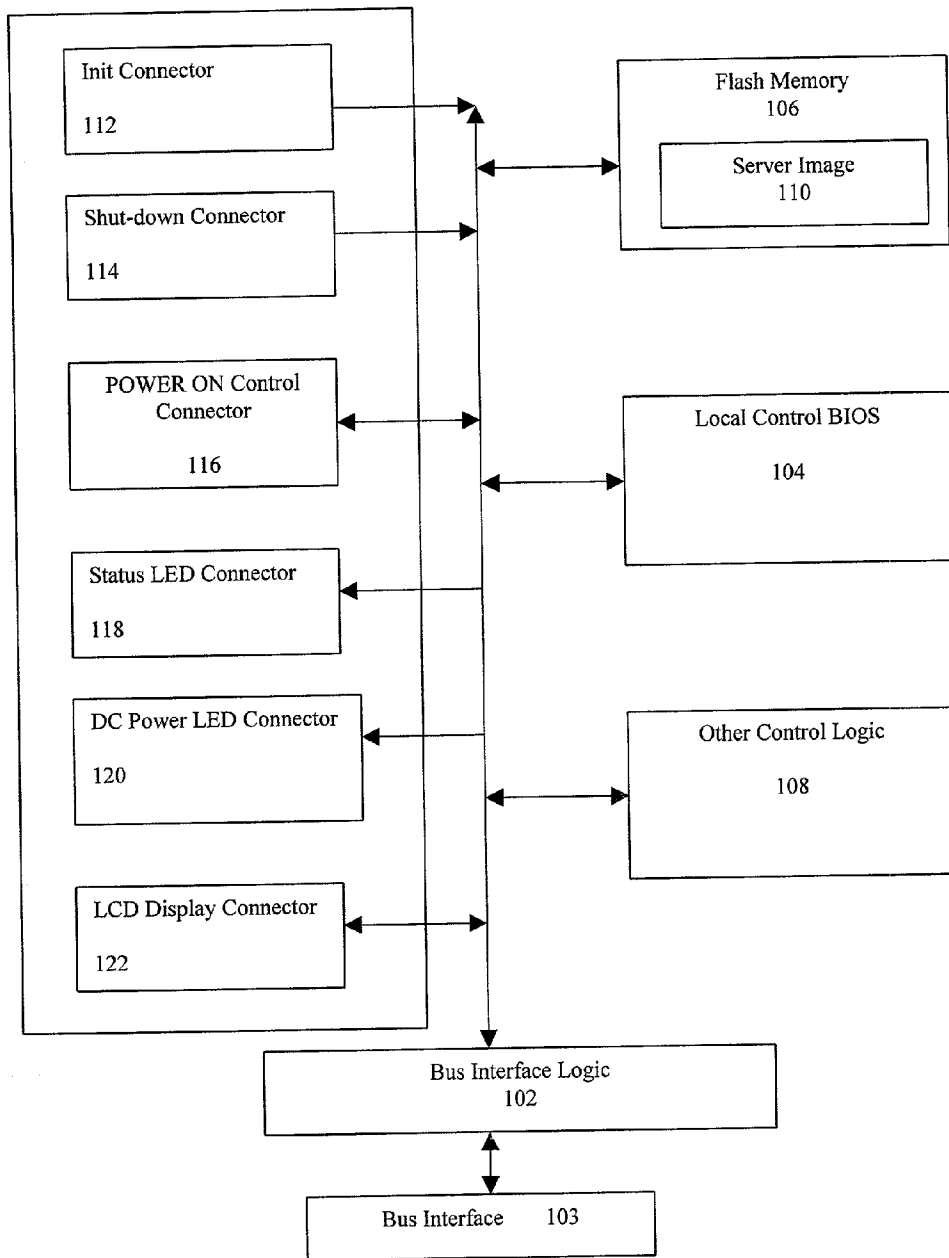 Init Connector
112
Shut-down Connector
114
POWER ON Control
Connector
116
Status LED Connector
118
DC Power LED Connector
120
LCD Display Connector
122
Flash Memory
106
Server Image
110
Local Control BIOS
104
Other Control Logic
108
Bus Interface Logic
102
Bus Interface 103